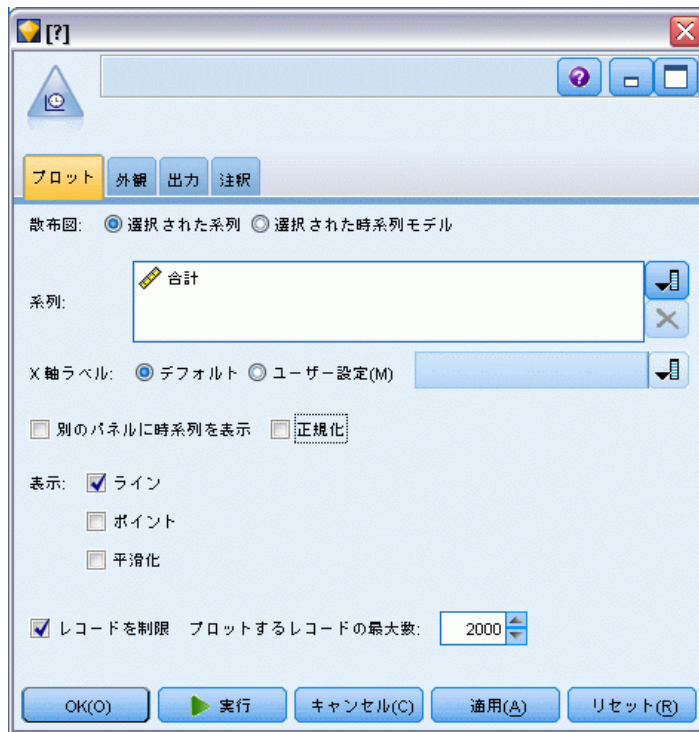 [?]
プロット 外観 出力 注釈
散布図: 選択された系列 選択された時系列モデル
系列: 合計
X 軸ラベル: デフォルト ユーザー設定(M)
別のパネルに時系列を表示 正規化
表示: ライン
ポイント
平滑化
レコードを制限 プロットするレコードの最大数: 2000
OK(O) 実行 キャンセル(C) 適用(A) リセット(R)